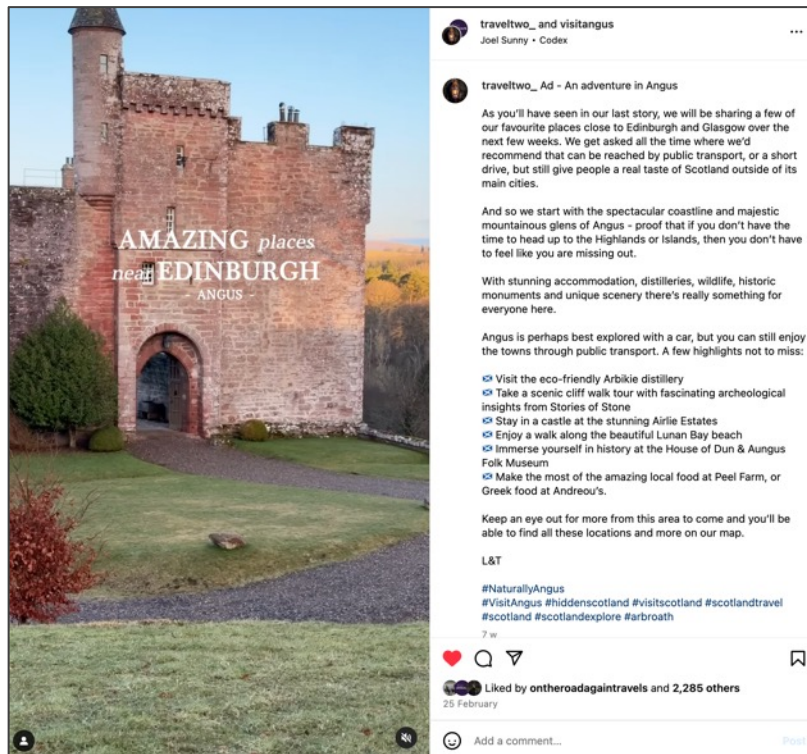 AMAZING places
near EDINBURGH
- ANGUS -
traveltwo_ and visitangus
Joel Sunny • Codex
traveltwo_ Ad - An adventure in Angus
As you'll have seen in our last story, we will be sharing a few of
our favourite places close to Edinburgh and Glasgow over the
next few weeks. We get asked all the time where we'd
recommend that can be reached by public transport, or a short
drive, but still give people a real taste of Scotland outside of its
main cities.
And so we start with the spectacular coastline and majestic
mountainous glens of Angus - proof that if you don't have the
time to head up to the Highlands or Islands, then you don't have
to feel like you are missing out.
With stunning accommodation, distilleries, wildlife, historic
monuments and unique scenery there's really something for
everyone here.
Angus is perhaps best explored with a car, but you can still enjoy
the towns through public transport. A few highlights not to miss:
🏴󠁧󠁢󠁳󠁣󠁴󠁿 Visit the eco-friendly Arbikie distillery
🏴󠁧󠁢󠁳󠁣󠁴󠁿 Take a scenic cliff walk tour with fascinating archeological
insights from Stories of Stone
🏴󠁧󠁢󠁳󠁣󠁴󠁿 Stay in a castle at the stunning Airlie Estates
🏴󠁧󠁢󠁳󠁣󠁴󠁿 Enjoy a walk along the beautiful Lunan Bay beach
🏴󠁧󠁢󠁳󠁣󠁴󠁿 Immerse yourself in history at the House of Dun & Aungus
Folk Museum
🏴󠁧󠁢󠁳󠁣󠁴󠁿 Make the most of the amazing local food at Peel Farm, or
Greek food at Andreou's.
Keep an eye out for more from this area to come and you'll be
able to find all these locations and more on our map.
L&T
#NaturallyAngus
#VisitAngus #hiddenscotland #visitscotland #scotlandtravel
#scotland #scotlandexplore #arbroath
7 w
Liked by ontheroadagaintravels and 2,285 others
25 February
Add a comment...
Post